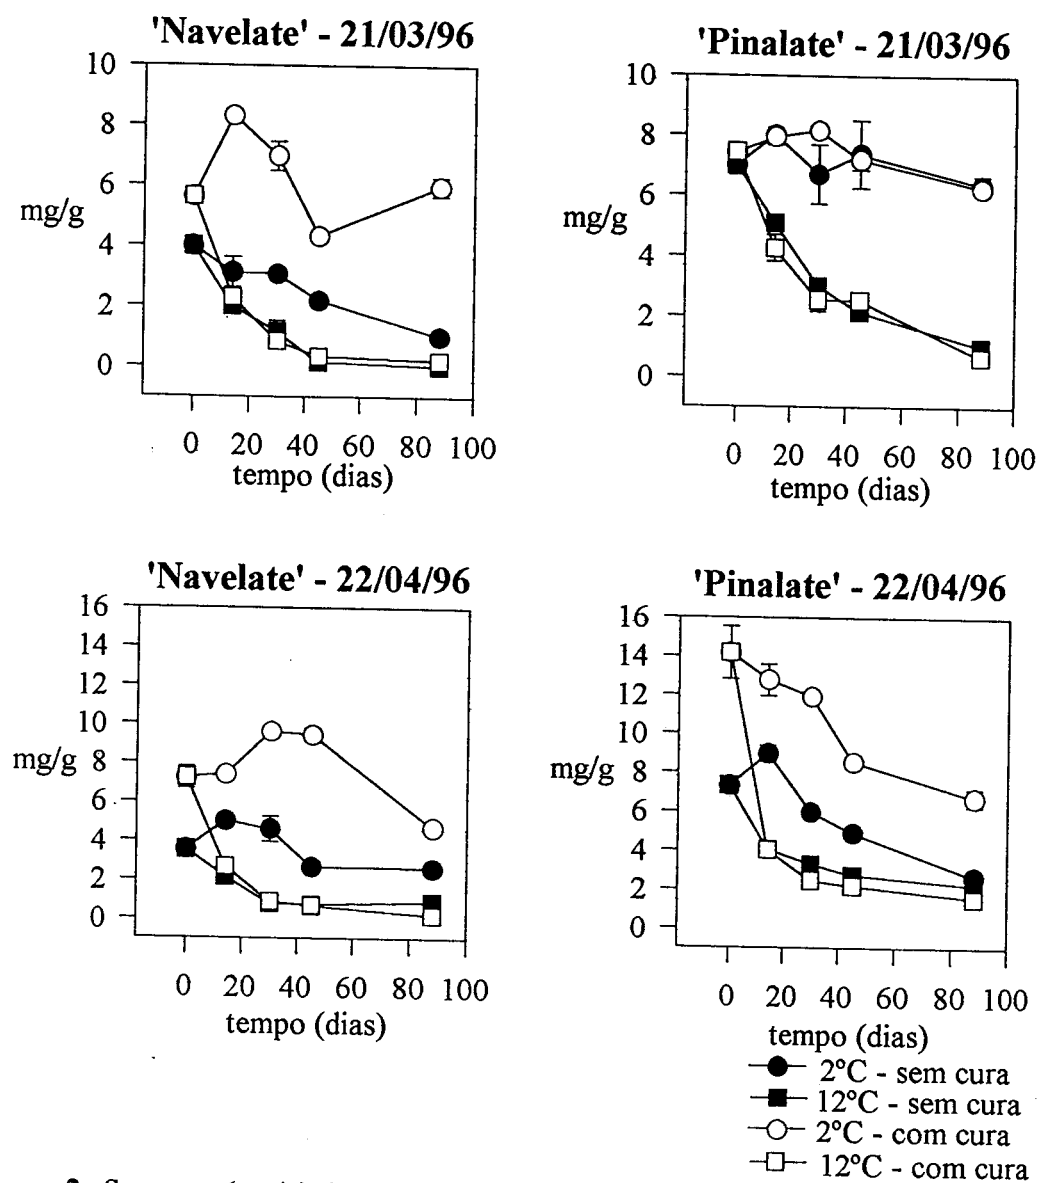 'Navelate' - 21/03/96
10
8
6
4
2
0
mg/g
0 20 40 60 80 100
tempo (dias)
'Pinalate' - 21/03/96
10
8
6
4
2
0
mg/g
0 20 40 60 80 100
tempo (dias)
'Navelate' - 22/04/96
16
14
12
10
8
6
4
2
0
mg/g
0 20 40 60 80 100
tempo (dias)
'Pinalate' - 22/04/96
16
14
12
10
8
6
4
2
0
mg/g
0 20 40 60 80 100
tempo (dias)
2ºC - sem cura
12ºC - sem cura
2ºC - com cura
12ºC - com cura